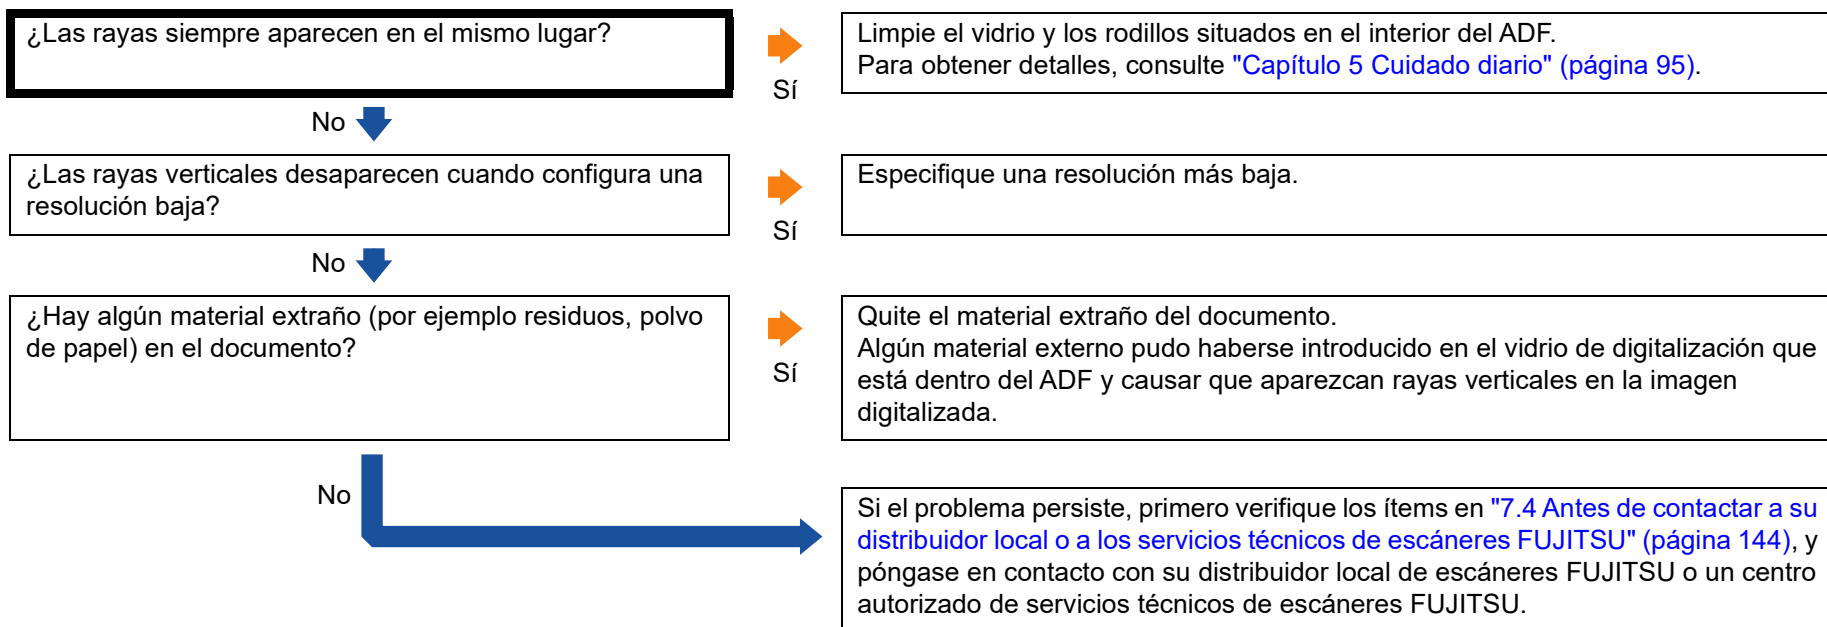 ¿Las rayas siempre aparecen en el mismo lugar?
Sí
Limpie el vidrio y los rodillos situados en el interior del ADF.
Para obtener detalles, consulte "Capítulo 5 Cuidado diario" (página 95).
No
¿Las rayas verticales desaparecen cuando configura una
resolución baja?
Sí
Especifique una resolución más baja.
No
¿Hay algún material extraño (por ejemplo residuos, polvo
de papel) en el documento?
Sí
Quite el material extraño del documento.
Algún material externo pudo haberse introducido en el vidrio de digitalización que
está dentro del ADF y causar que aparezcan rayas verticales en la imagen
digitalizada.
No
Si el problema persiste, primero verifique los ítems en "7.4 Antes de contactar a su
distribuidor local o a los servicios técnicos de escáneres FUJITSU" (página 144), y
póngase en contacto con su distribuidor local de escáneres FUJITSU o un centro
autorizado de servicios técnicos de escáneres FUJITSU.